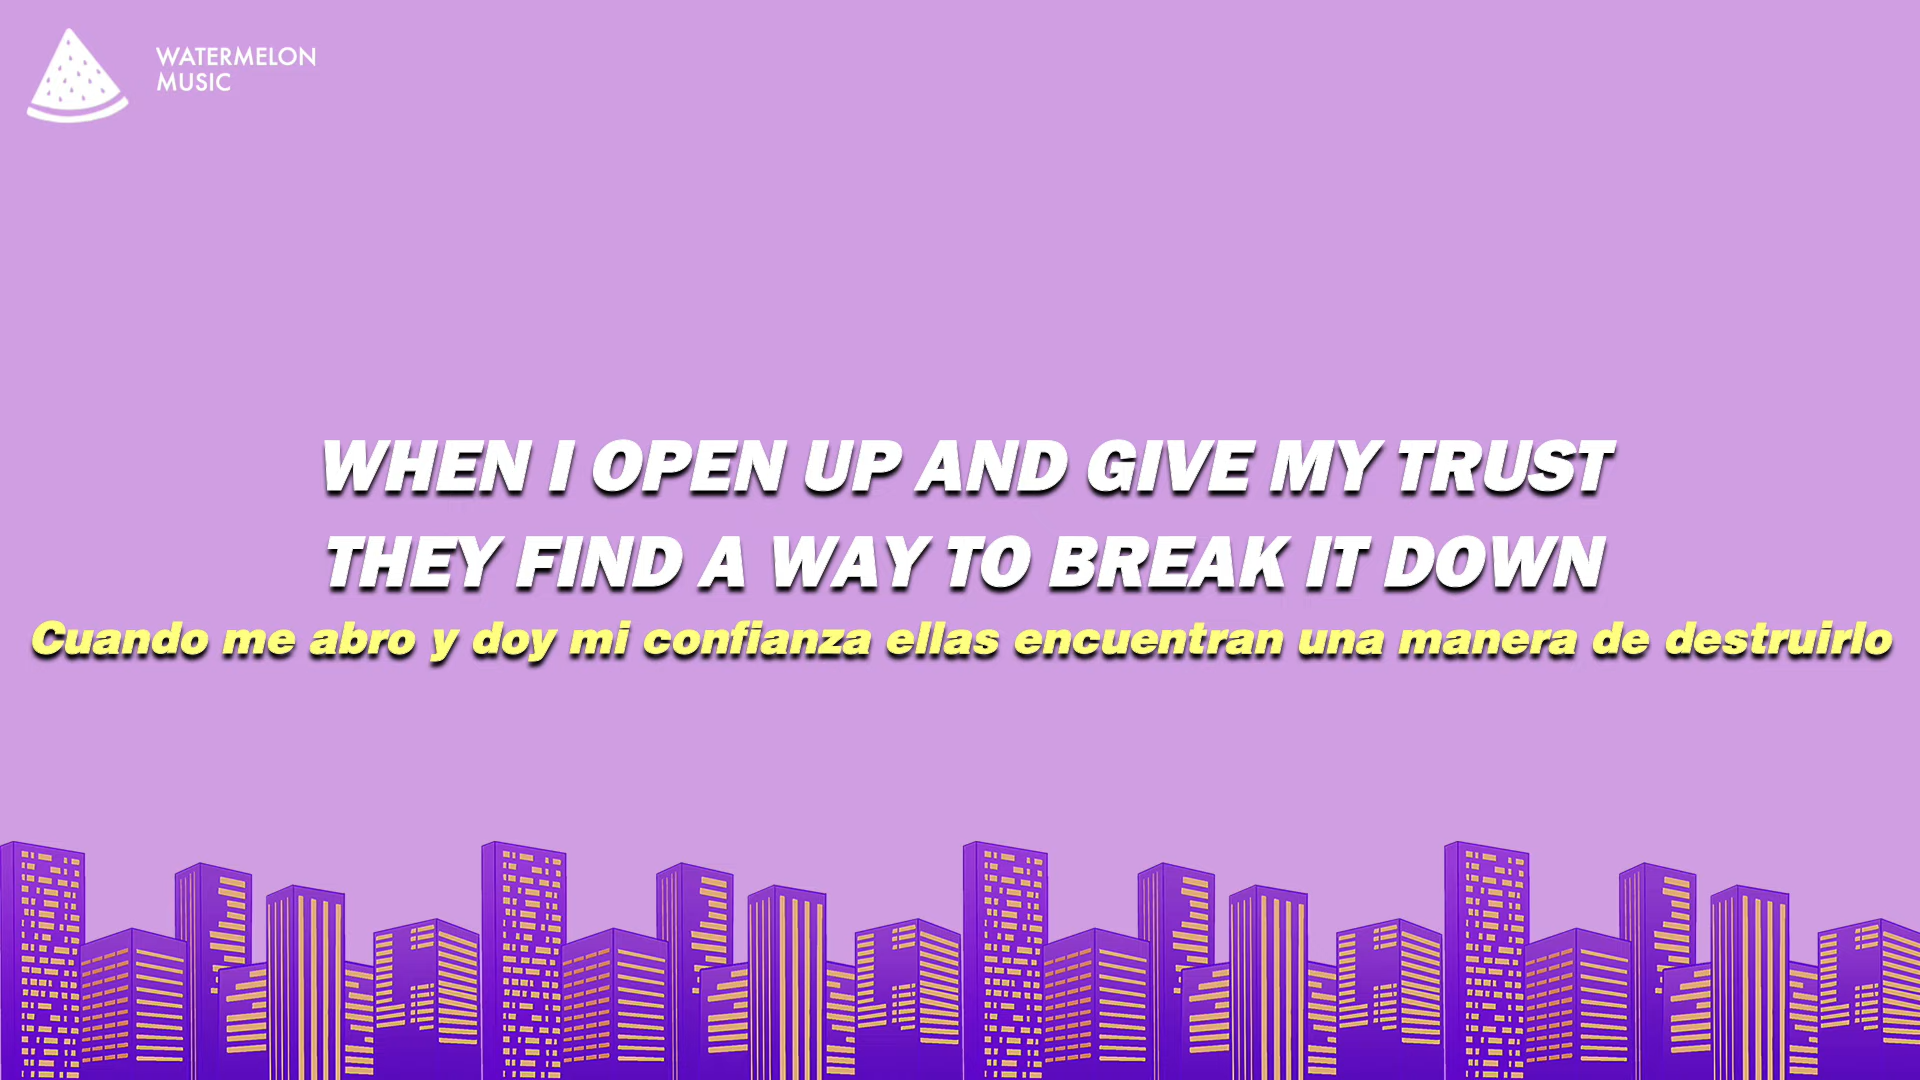 WATERMELON
MUSIC
WHEN I OPEN UP AND GIVE MY TRUST
THEY FIND A WAY TO BREAK IT DOWN
Cuando me abro y doy mi confianza ellas encuentran una manera de destruirlo